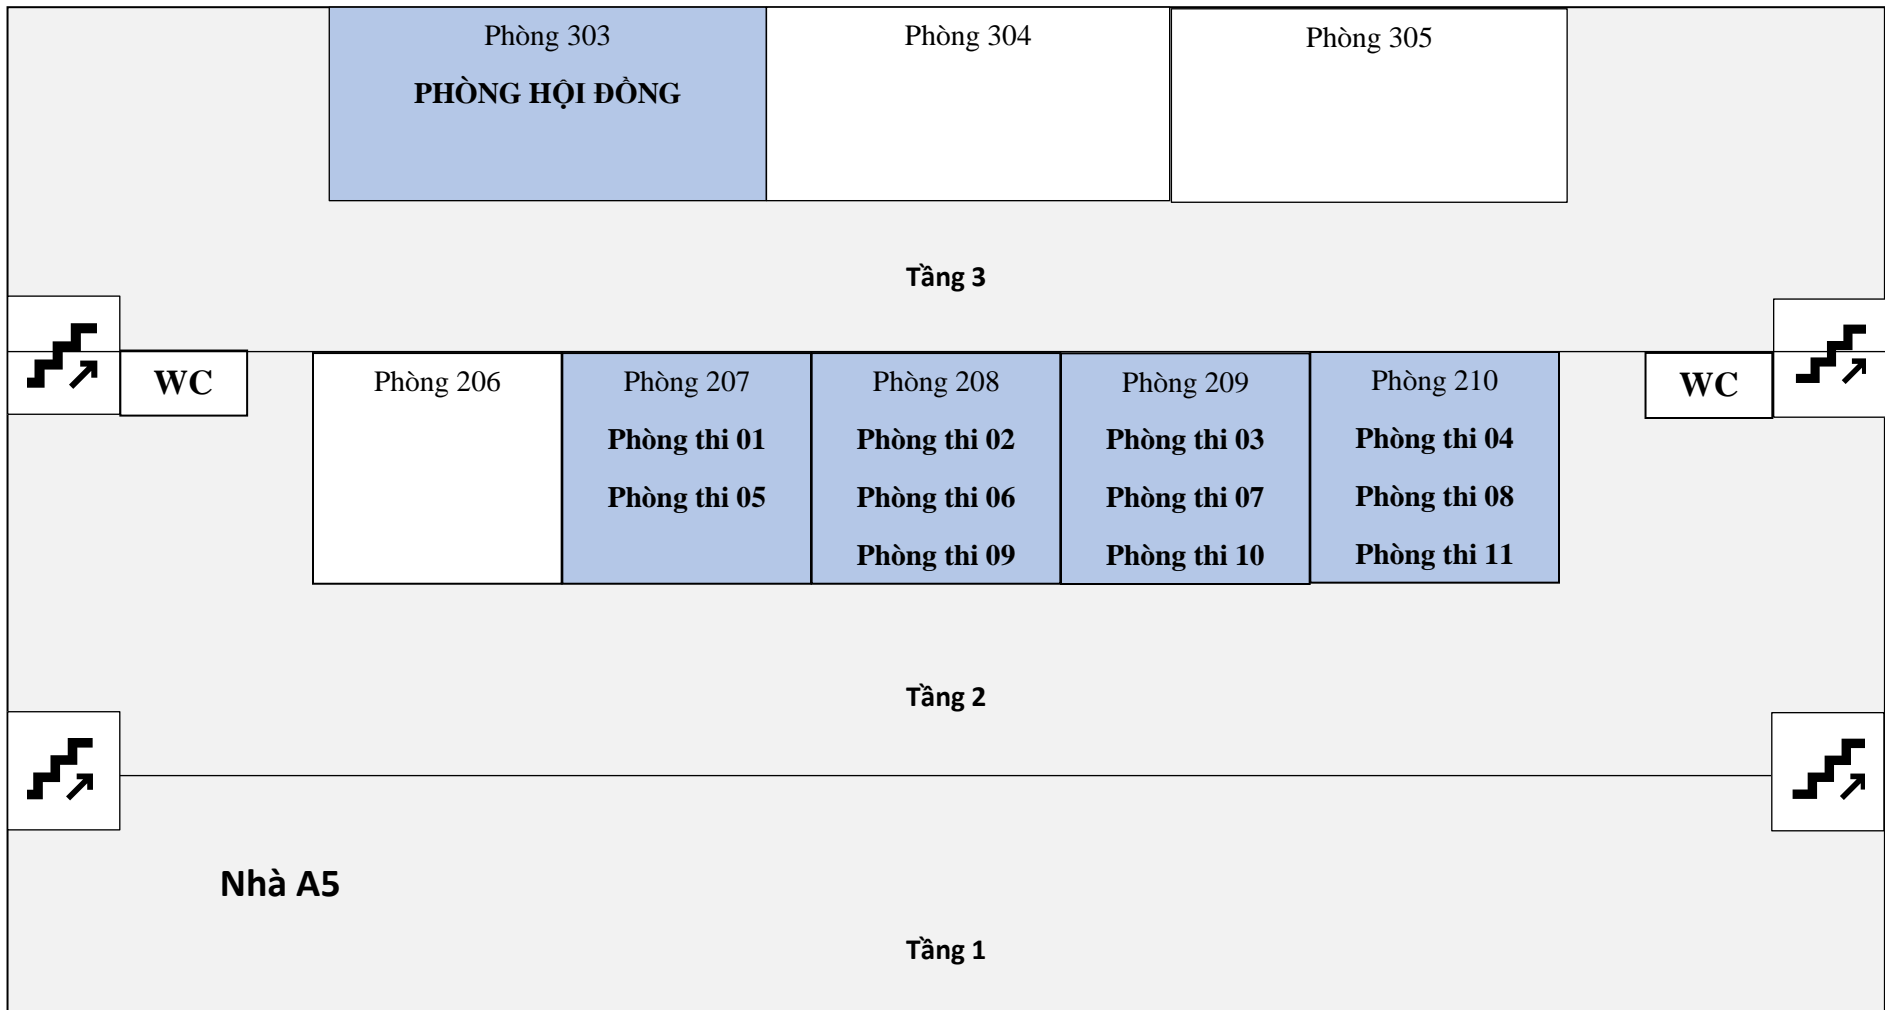 Phòng 303
PHÒNG HỘI ĐỒNG
Phòng 304
Phòng 305
Tầng 3
WC
Phòng 206
Phòng 207
Phòng thi 01
Phòng thi 05
Phòng 208
Phòng thi 02
Phòng thi 06
Phòng thi 09
Phòng 209
Phòng thi 03
Phòng thi 07
Phòng thi 10
Phòng 210
Phòng thi 04
Phòng thi 08
Phòng thi 11
WC
Tầng 2
Nhà A5
Tầng 1